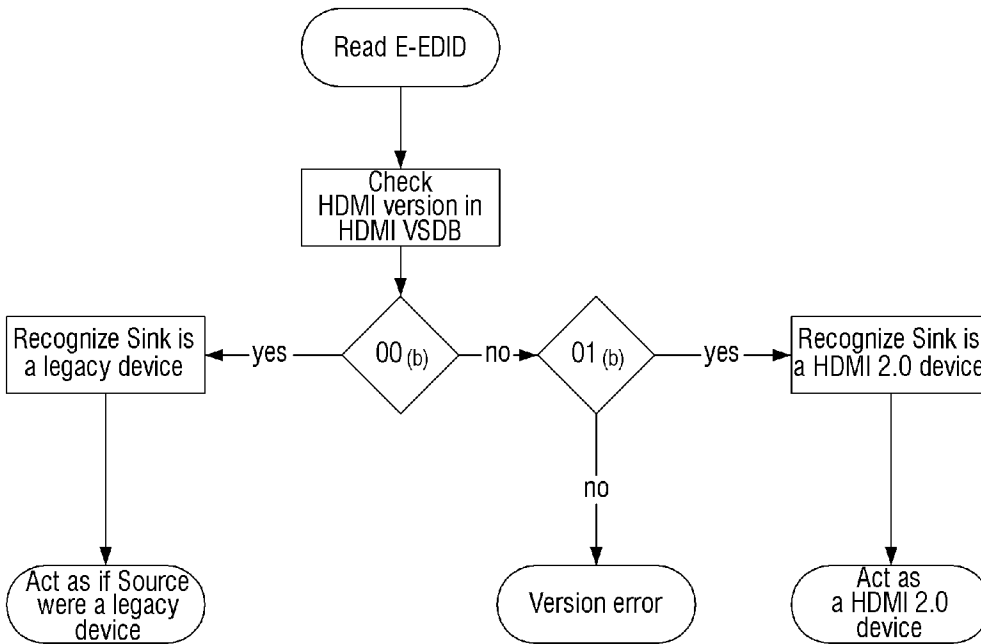 Read E-EDID
Check
HDMI version in
HDMI VSDB
Recognize Sink is
a legacy device
yes
00 (b)
no
01 (b)
yes
Recognize Sink is
a HDMI 2.0 device
no
Act as if Source
were a legacy
device
Version error
Act as
a HDMI 2.0
device